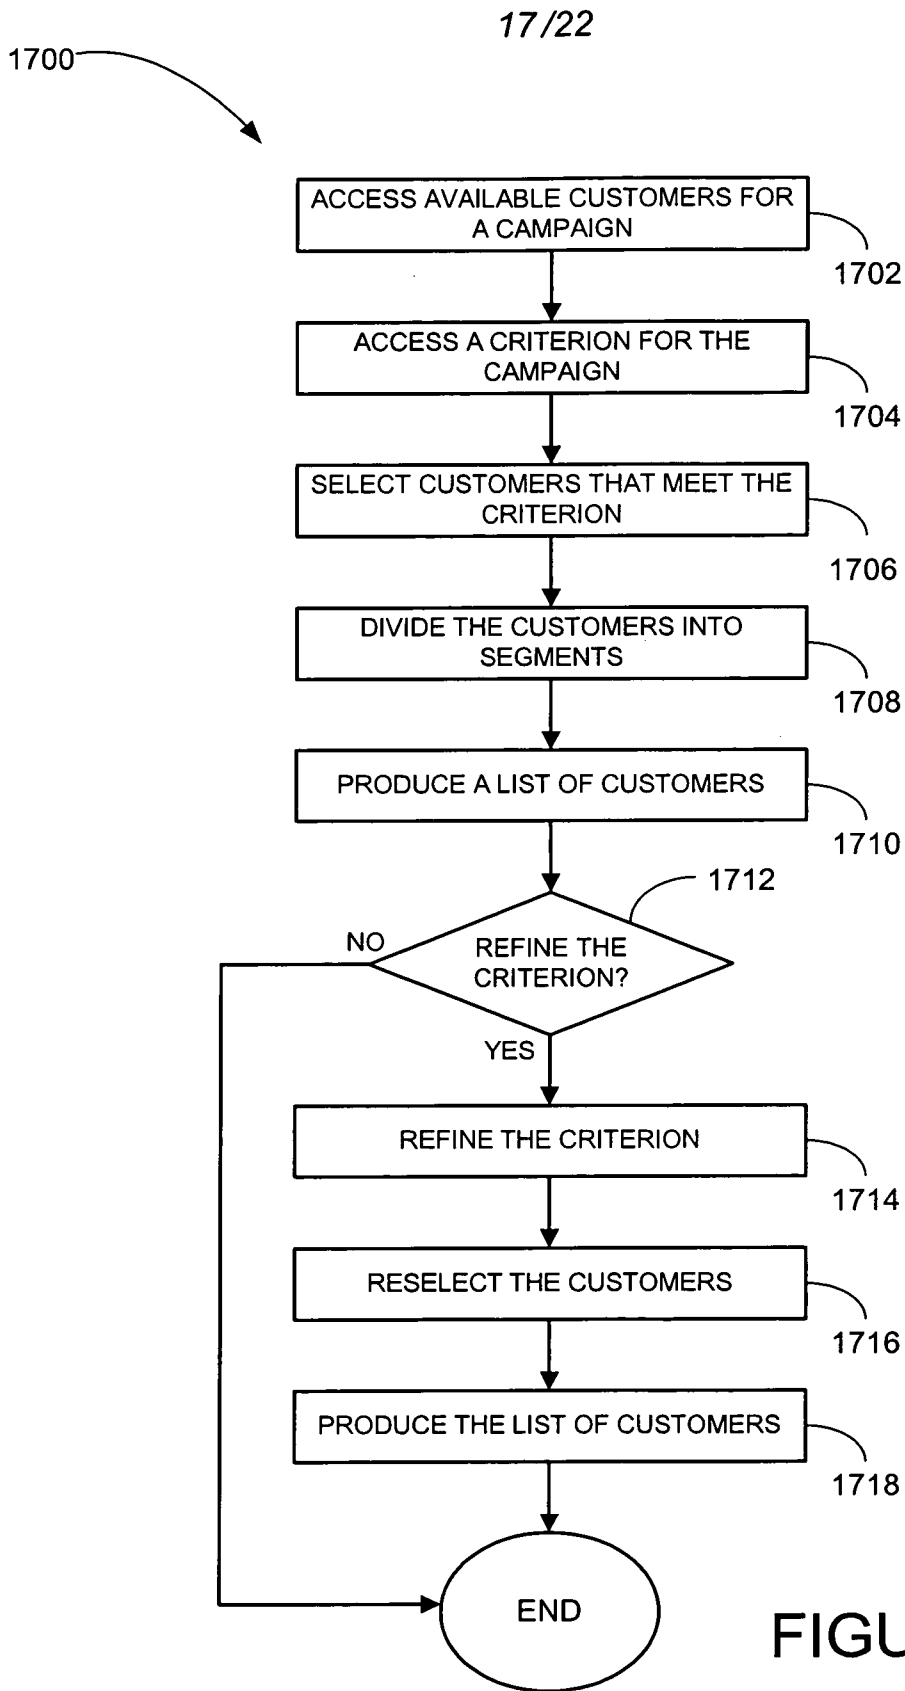 17/22
1700
ACCESS AVAILABLE CUSTOMERS FOR
A CAMPAIGN
1702
ACCESS A CRITERION FOR THE
CAMPAIGN
1704
SELECT CUSTOMERS THAT MEET THE
CRITERION
1706
DIVIDE THE CUSTOMERS INTO
SEGMENTS
1708
PRODUCE A LIST OF CUSTOMERS
1710
1712
NO
REFINE THE
CRITERION?
YES
REFINE THE CRITERION
1714
RESELECT THE CUSTOMERS
1716
PRODUCE THE LIST OF CUSTOMERS
1718
END
FIGU